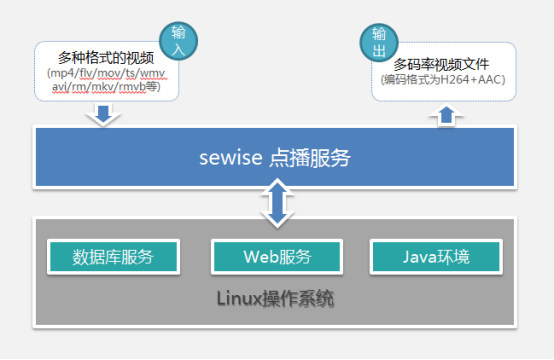 输
入
多种格式的视频
(mp4/flv/mov/ts/wmv
avi/rm/mkv/rmvb等)
输
出
多码率视频文件
(编码格式为H264+AAC)
sewise 点播服务
数据库服务
Web服务
Java环境
Linux操作系统